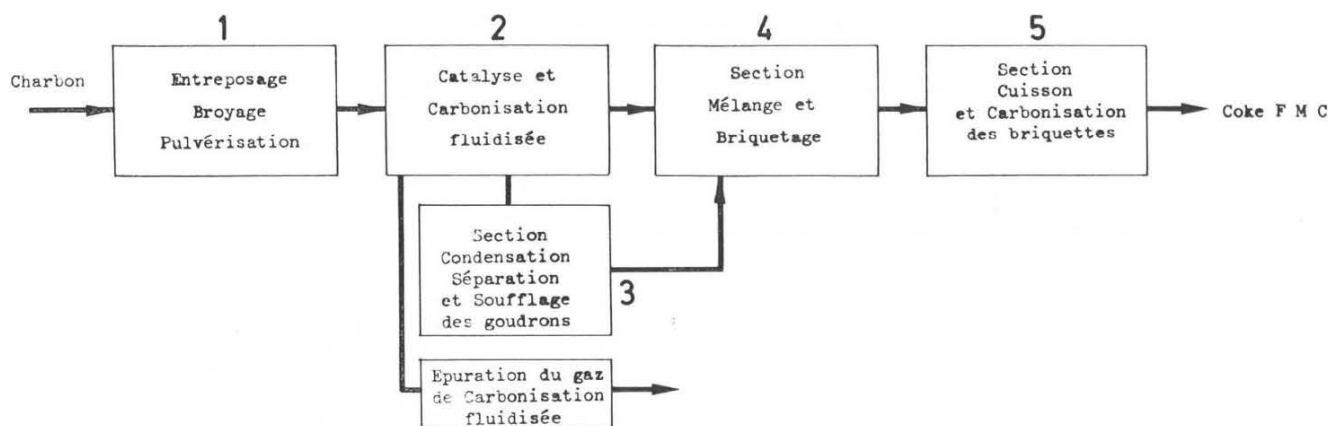 1
2
4
5
Charbon
Entreposage
Broyage
Pulvérisation
Catalyse et
Carbonisation
fluidisée
Section
Mélange et
Briquetage
Section
Cuisson
et Carbonisation
des briquettes
Coke F M C
Section
Condensation
Séparation
et Soufflage
des goudrons
3
Epuration du gaz
de Carbonisation
fluidisée